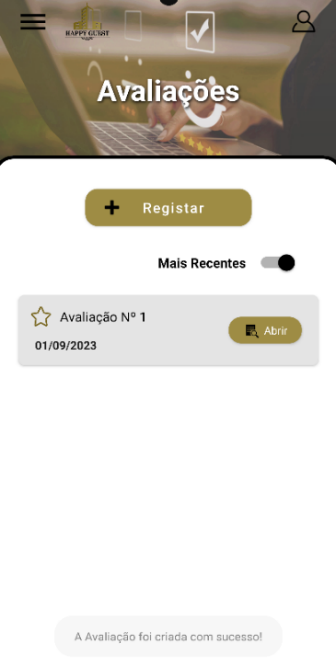 HAPPY GUEST
Avaliações
Registar
Mais Recentes
Avaliação Nº 1
01/09/2023
Abrir
A Avaliação foi criada com sucesso!